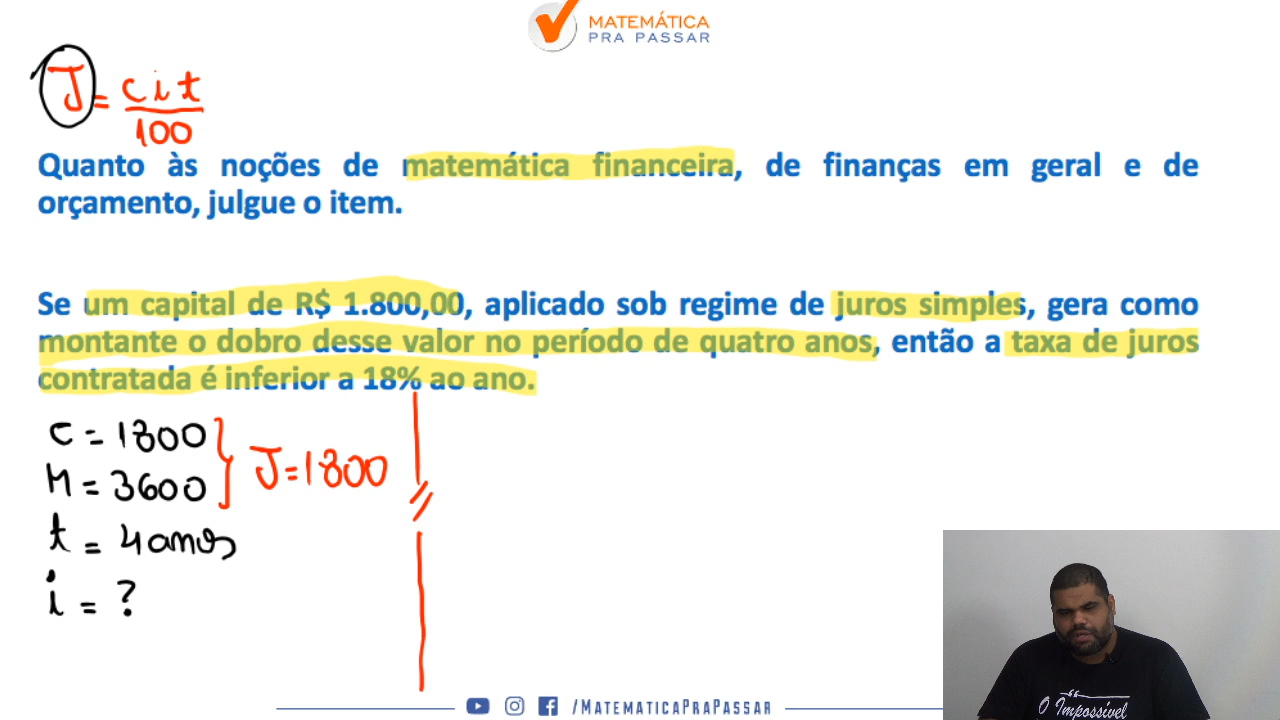 MATEMÁTICA
PRA PASSAR
J = cit
100
Quanto às noções de matemática financeira, de finanças em geral e de
orçamento, julgue o item.
Se um capital de R$ 1.800,00, aplicado sob regime de juros simples, gera como
montante o dobro desse valor no período de quatro anos, então a taxa de juros
contratada é inferior a 18% ao ano.
C = 1800
M = 3600
J = 1800
t = 4 anos
i = ?
/MATEMATICAPRAPASSAR
O Impossível